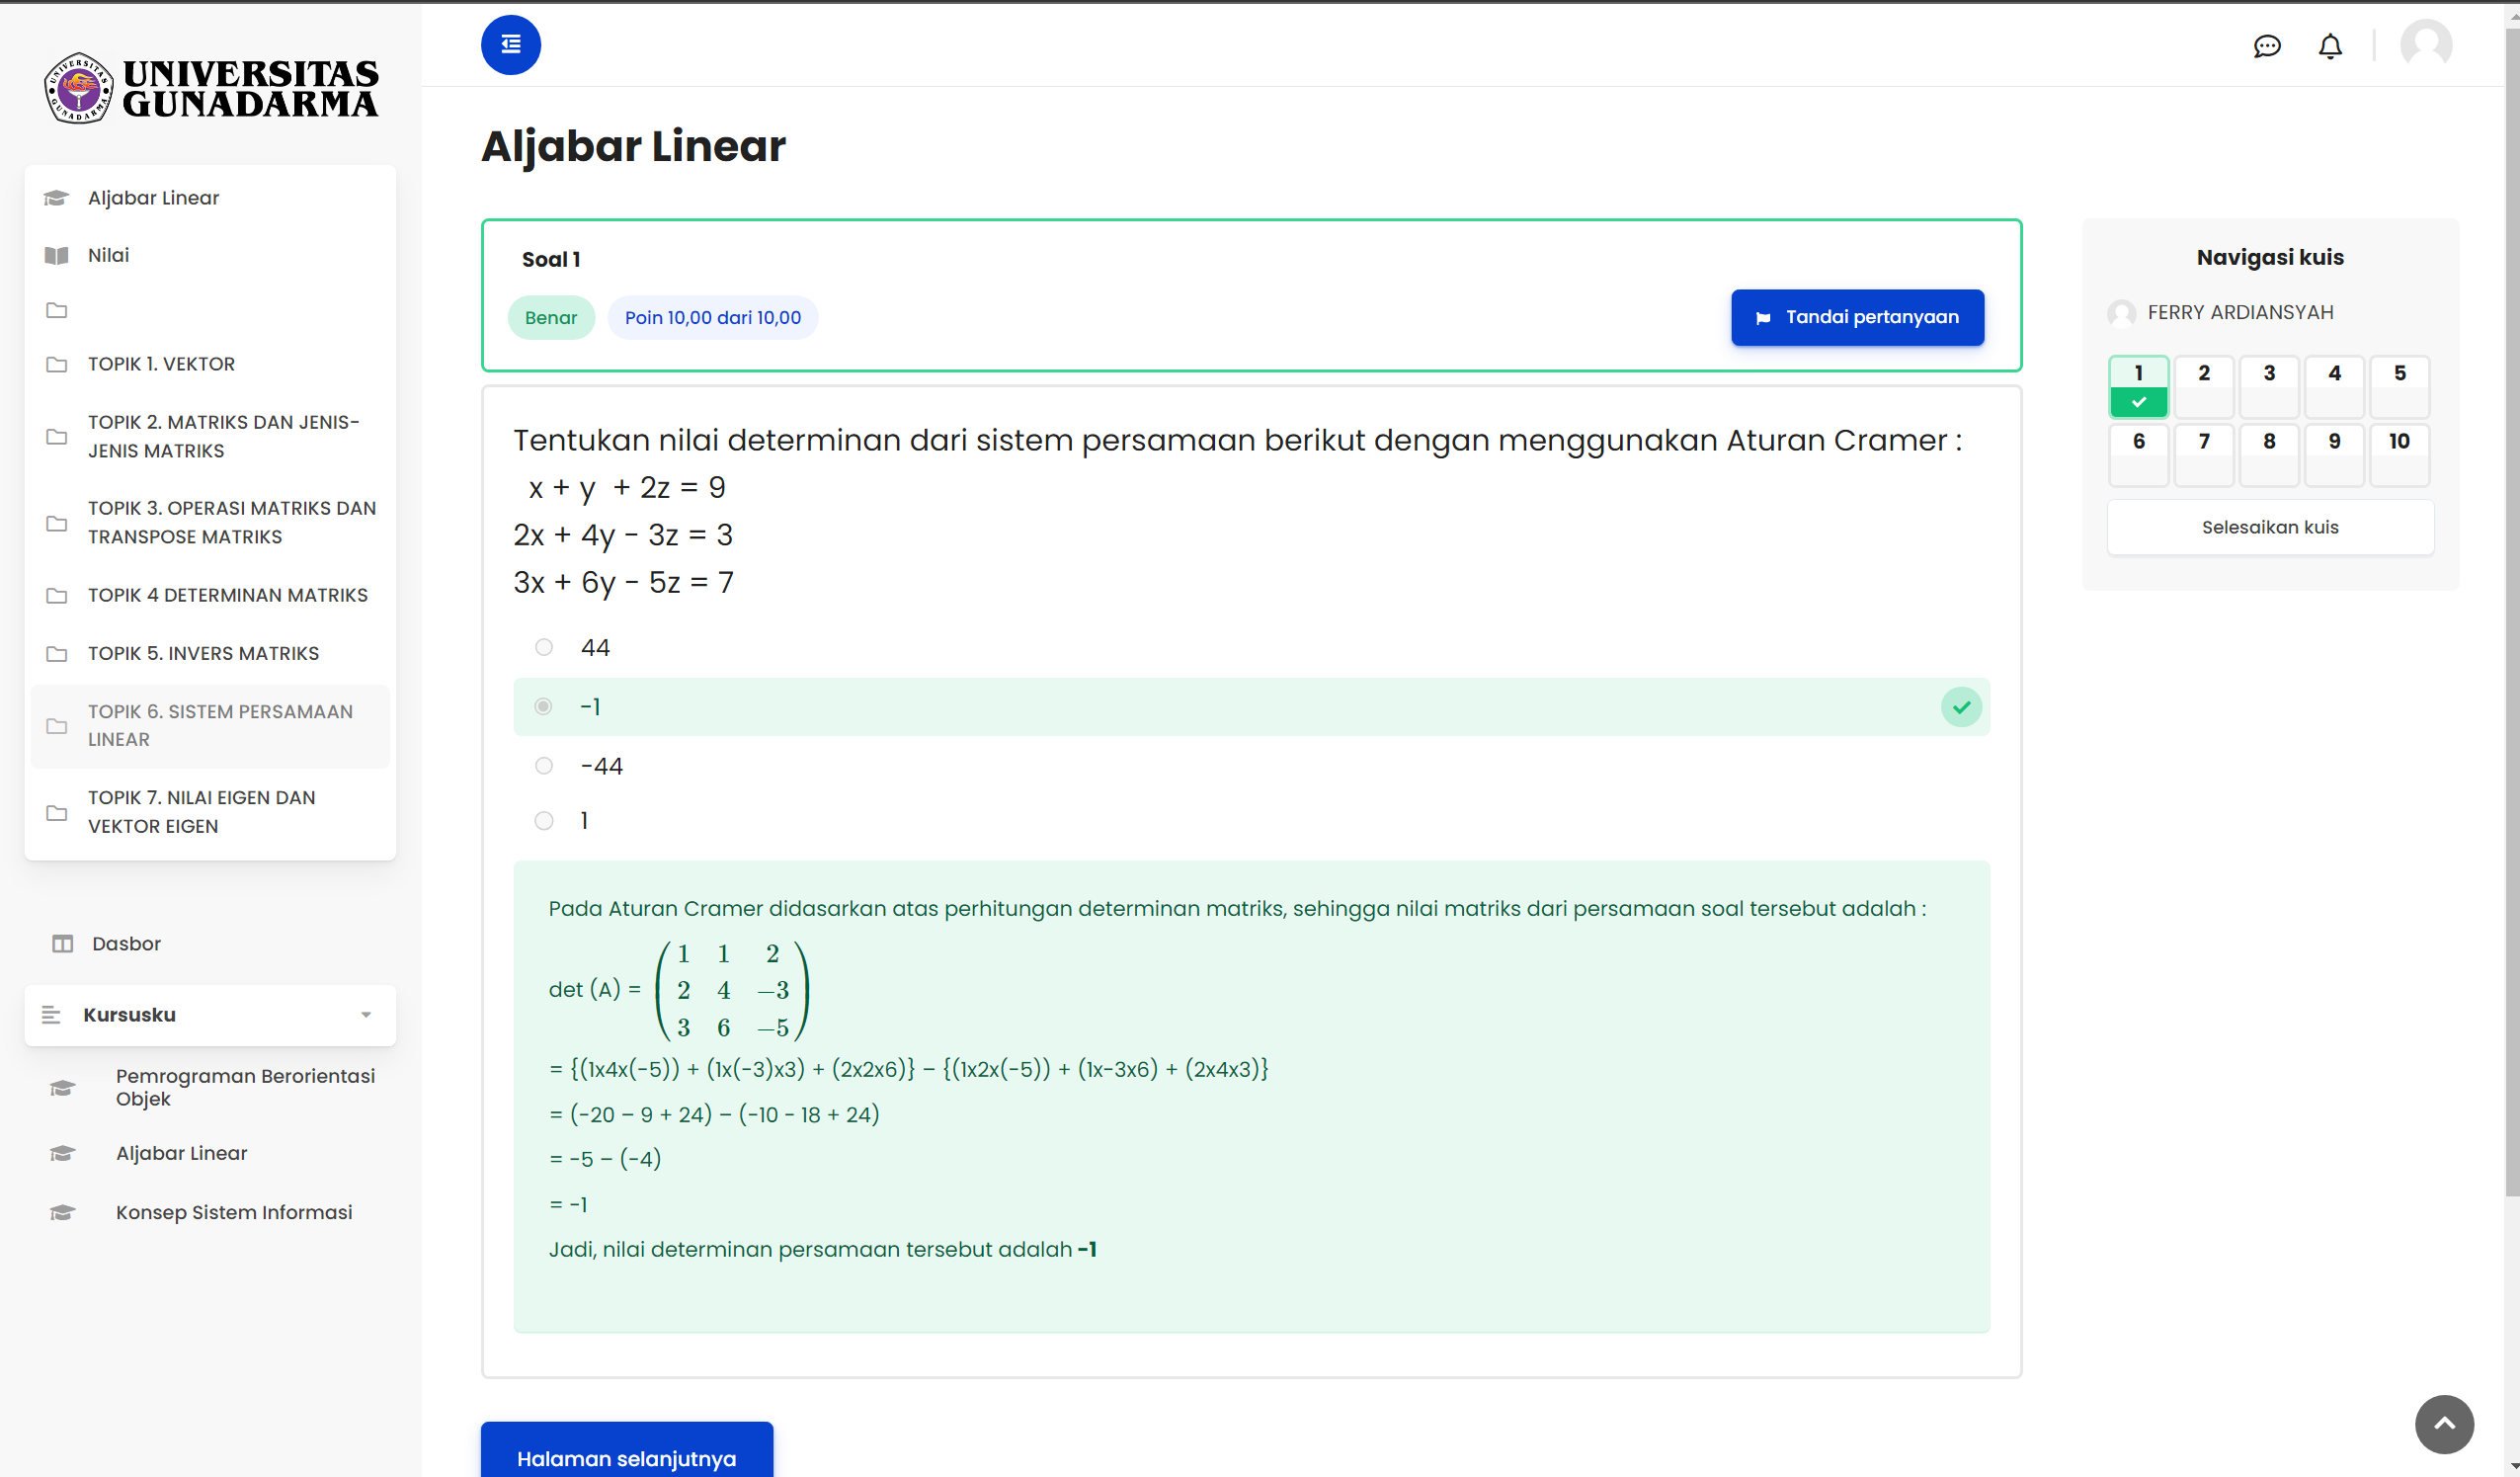 UNIVERSITAS
GUNADARMA
Aljabar Linear
Nilai
TOPIK 1. VEKTOR
TOPIK 2. MATRIKS DAN JENIS-
JENIS MATRIKS
TOPIK 3. OPERASI MATRIKS DAN
TRANSPOSE MATRIKS
TOPIK 4 DETERMINAN MATRIKS
TOPIK 5. INVERS MATRIKS
TOPIK 6. SISTEM PERSAMAAN
LINEAR
TOPIK 7. NILAI EIGEN DAN
VEKTOR EIGEN
Dasbor
Kursusku
Pemrograman Berorientasi
Objek
Aljabar Linear
Konsep Sistem Informasi
Aljabar Linear
Soal 1
Benar
Poin 10,00 dari 10,00
Tandai pertanyaan
Tentukan nilai determinan dari sistem persamaan berikut dengan menggunakan Aturan Cramer :
x + y + 2z = 9
2x + 4y - 3z = 3
3x + 6y - 5z = 7
44
-1
-44
1
Pada Aturan Cramer didasarkan atas perhitungan determinan matriks, sehingga nilai matriks dari persamaan soal tersebut adalah :
1 1 2
det (A) = ( 2 4 −3 )
3 6 −5
= {(1x4x(-5)) + (1x(-3)x3) + (2x2x6)} – {(1x2x(-5)) + (1x-3x6) + (2x4x3)}
= (-20 – 9 + 24) – (-10 - 18 + 24)
= -5 – (-4)
= -1
Jadi, nilai determinan persamaan tersebut adalah -1
Halaman selanjutnya
Navigasi kuis
FERRY ARDIANSYAH
1 2 3 4 5
6 7 8 9 10
Selesaikan kuis